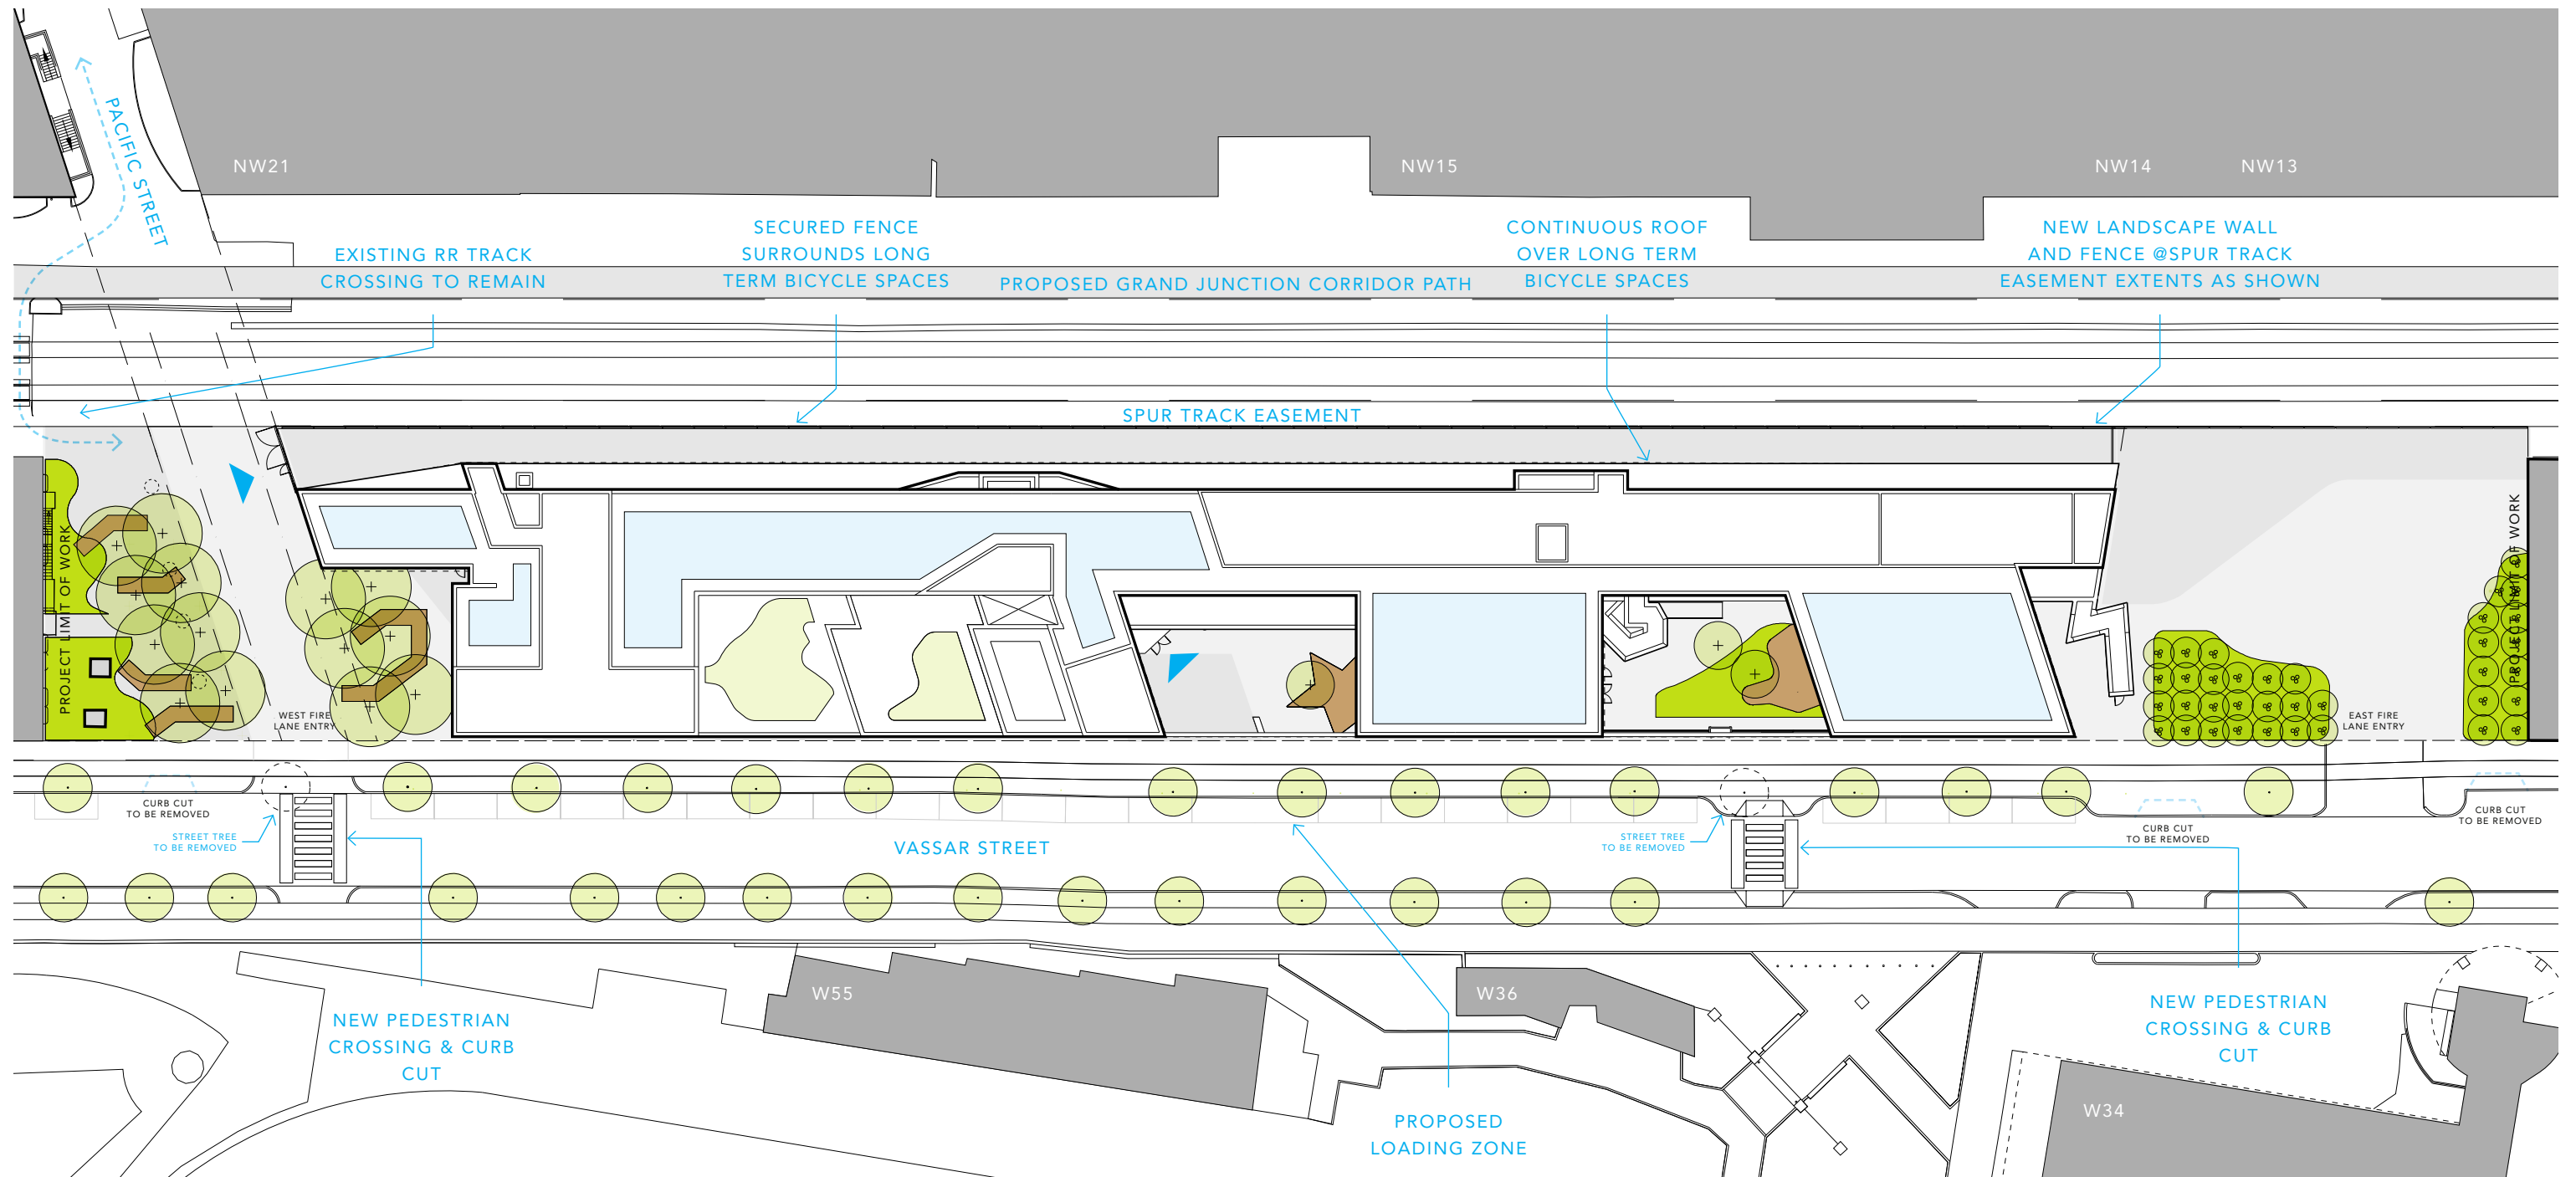 PACIFIC STREET
NW21
NW15
NW14
NW13
EXISTING RR TRACK
CROSSING TO REMAIN
SECURED FENCE
SURROUNDS LONG
TERM BICYCLE SPACES
PROPOSED GRAND JUNCTION CORRIDOR PATH
CONTINUOUS ROOF
OVER LONG TERM
BICYCLE SPACES
NEW LANDSCAPE WALL
AND FENCE @SPUR TRACK
EASEMENT EXTENTS AS SHOWN
SPUR TRACK EASEMENT
PROJECT LIMIT OF WORK
PROJECT LIMIT OF WORK
WEST FIRE
LANE ENTRY
EAST FIRE
LANE ENTRY
CURB CUT
TO BE REMOVED
STREET TREE
TO BE REMOVED
VASSAR STREET
STREET TREE
TO BE REMOVED
CURB CUT
TO BE REMOVED
CURB CUT
TO BE REMOVED
W55
W36
W34
NEW PEDESTRIAN
CROSSING & CURB
CUT
PROPOSED
LOADING ZONE
NEW PEDESTRIAN
CROSSING & CURB
CUT